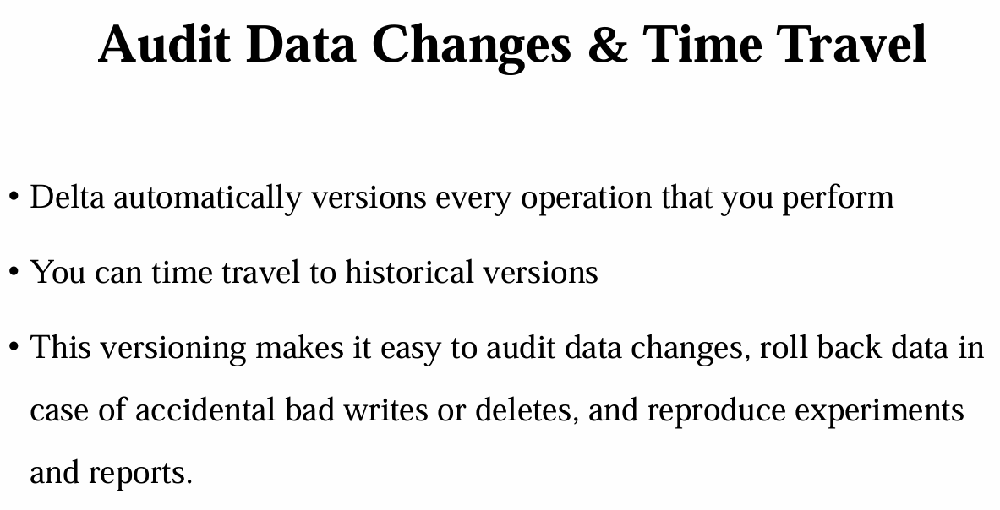 Audit Data Changes & Time Travel
• Delta automatically versions every operation that you perform
• You can time travel to historical versions
• This versioning makes it easy to audit data changes, roll back data in
case of accidental bad writes or deletes, and reproduce experiments
and reports.